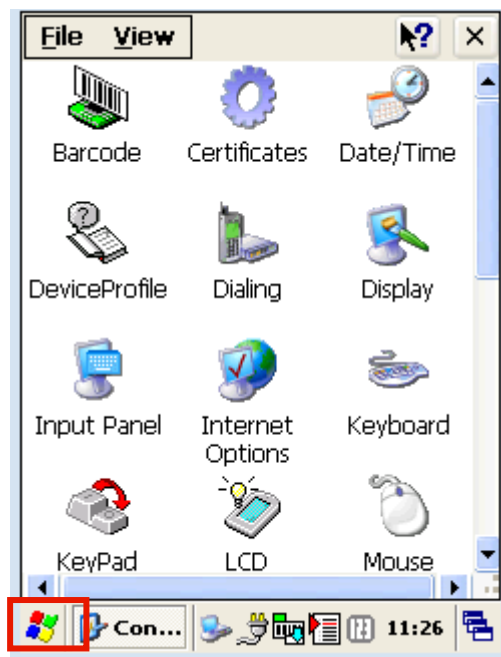 File View
Barcode Certificates Date/Time
DeviceProfile Dialing Display
Input Panel Internet Options Keyboard
KeyPad LCD Mouse
Con... 11:26